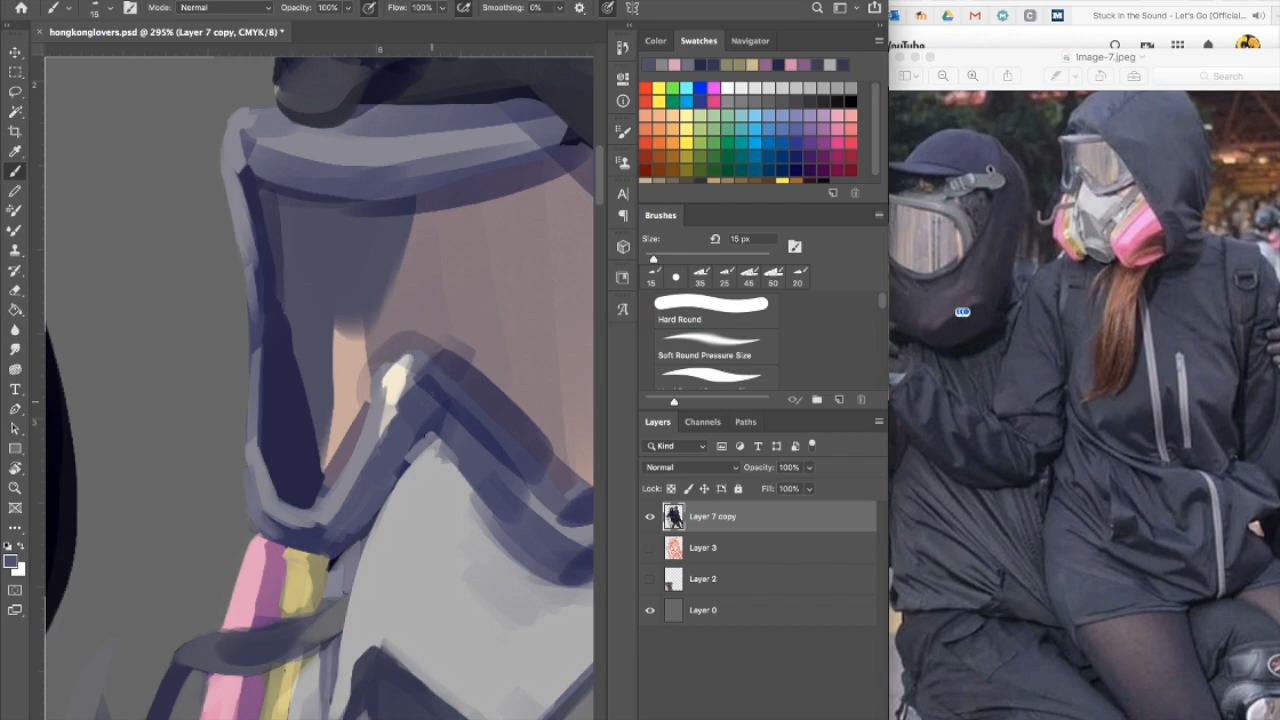 15
Mode: Normal
Opacity: 100%
Flow: 100%
Smoothing: 0%
Stuck In the Sound - Let's Go [Official...
hongkonglovers.psd @ 295% (Layer 7 copy, CMYK/8) *
YouTube
Image-7.jpeg
Search
Color Swatches Navigator
Brushes
Size: 15 px
15 35 25 45 50 20
Hard Round
Soft Round Pressure Size
Layers Channels Paths
Kind
Normal Opacity: 100%
Lock: Fill: 100%
Layer 7 copy
Layer 3
Layer 2
Layer 0